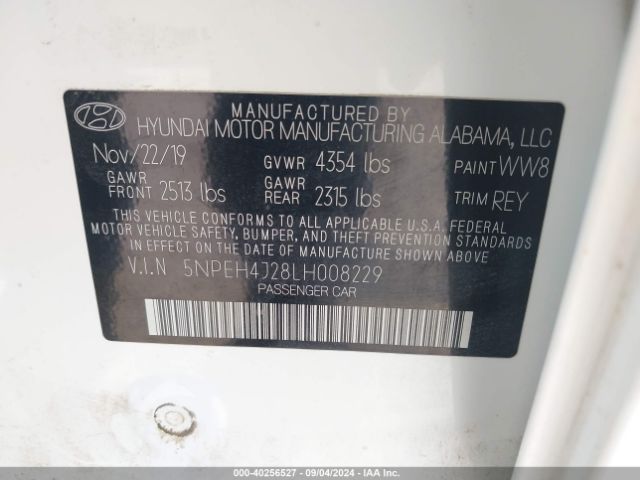 MANUFACTURED BY
HYUNDAI MOTOR MANUFACTURING ALABAMA, LLC
Nov/22/19 GVWR 4354 lbs PAINT WW8
GAWR FRONT 2513 lbs GAWR REAR 2315 lbs TRIM REY
THIS VEHICLE CONFORMS TO ALL APPLICABLE U.S.A. FEDERAL
MOTOR VEHICLE SAFETY, BUMPER, AND THEFT PREVENTION STANDARDS
IN EFFECT ON THE DATE OF MANUFACTURE SHOWN ABOVE.
V.I.N 5NPEH4J28LH008229
PASSENGER CAR
000-40256527 - 09/04/2024 - IAA Inc.